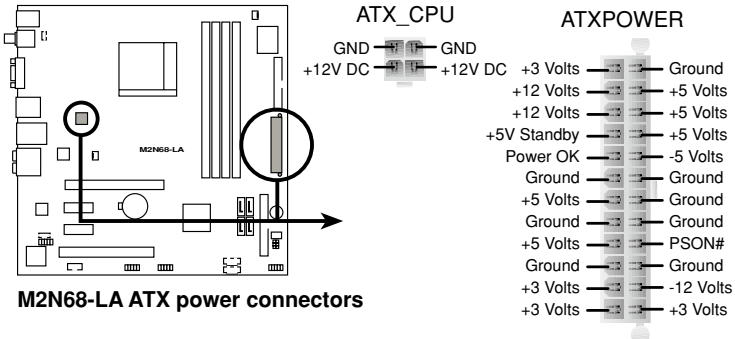 ATX_CPU
GND GND
+12V DC +12V DC
ATXPOWER
+3 Volts Ground
+12 Volts +5 Volts
+12 Volts +5 Volts
+5V Standby +5 Volts
Power OK -5 Volts
Ground Ground
+5 Volts Ground
Ground Ground
+5 Volts PSON#
Ground Ground
+3 Volts -12 Volts
+3 Volts +3 Volts
M2N68-LA
M2N68-LA ATX power connectors